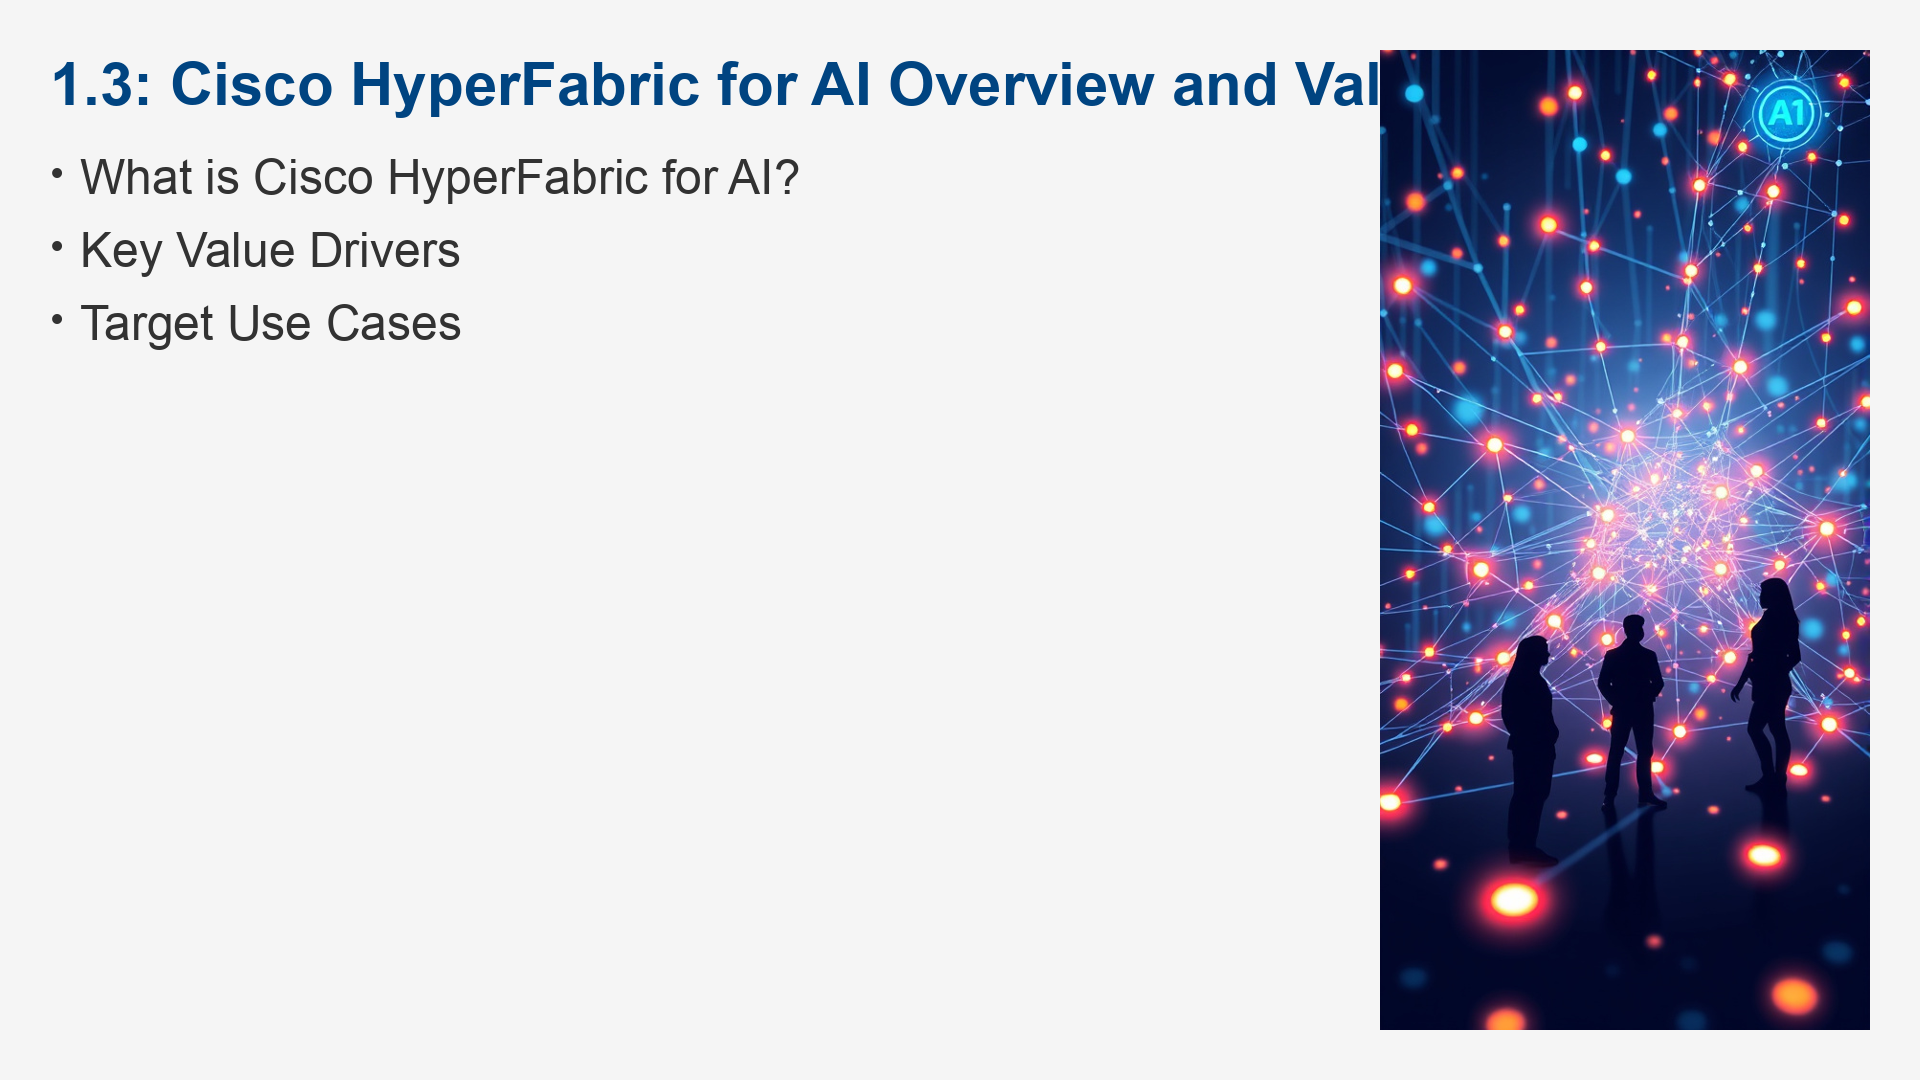 1.3: Cisco HyperFabric for AI Overview and Val
• What is Cisco HyperFabric for AI?
• Key Value Drivers
• Target Use Cases
A1